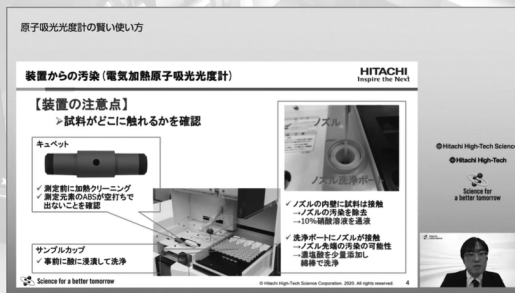 原子吸光光度計の賢い使い方
装置からの汚染(電気加熱原子吸光光度計)
HITACHI
Inspire the Next
【装置の注意点】
➢試料がどこに触れるかを確認
キュベット
✓ 測定前に加熱クリーニング
✓ 測定元素のABSが空打ちで
出ないことを確認
サンプルカップ
✓ 事前に酸に浸漬して洗浄
ノズル
ノズル洗浄ポート
✓ ノズルの内壁に試料は接触
→ノズルの汚染を除去
→10%硝酸溶液を通液
✓ 洗浄ポートにノズルが接触
→ノズル先端の汚染の可能性
→濃塩酸を少量添加し
綿棒で洗浄
Science for a better tomorrow
© Hitachi High-Tech Science Corporation. 2020. All rights reserved.
4
@Hitachi High-Tech Science
@Hitachi High-Tech
Science for
a better tomorrow